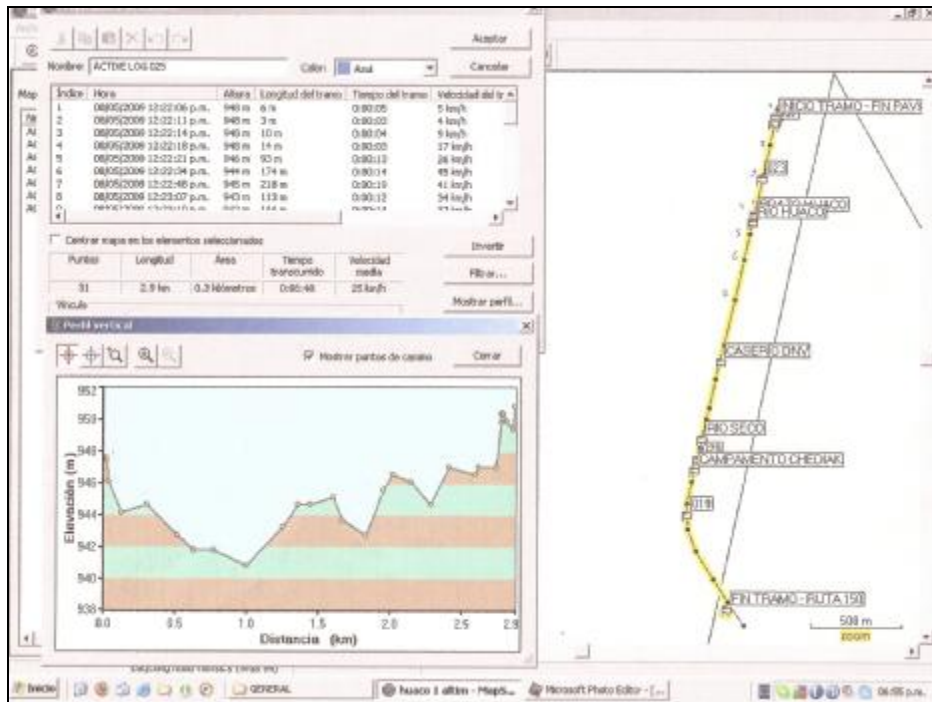 Aceptar
Nombre: ACTIVE LOG 025 Color: Azul Cancelar
Índice Hora Altura Longitud del tramo Tiempo del tramo Velocidad del tr
1 08/05/2009 12:22:06 p.m. 948 m 6 m 0:00:05 5 km/h
2 08/05/2009 12:22:11 p.m. 948 m 3 m 0:00:03 4 km/h
3 08/05/2009 12:22:14 p.m. 948 m 10 m 0:00:04 9 km/h
4 08/05/2009 12:22:18 p.m. 949 m 14 m 0:00:03 17 km/h
5 08/05/2009 12:22:21 p.m. 946 m 93 m 0:00:13 26 km/h
6 08/05/2009 12:22:34 p.m. 944 m 174 m 0:00:14 45 km/h
7 08/05/2009 12:22:48 p.m. 945 m 218 m 0:00:19 41 km/h
8 08/05/2009 12:23:07 p.m. 943 m 113 m 0:00:12 34 km/h
Centrar mapa en los elementos seleccionados
Invertir
Puntos Longitud Área Tiempo transcurrido Velocidad media
Filtrar...
31 2.9 km 0.3 kilómetros 25 km/h
Mostrar perfil...
Vínculo
Perfil vertical
Mostrar puntos de camino Cerrar
952
950
948
946
944
942
940
938
Elevación (m)
0.0 0.5 1.0 1.5 2.0 2.5 2.9
Distancia (km)
INICIO TRAMO - FIN PAVI
023
RIO HUACO
CASERIO DNV
RIO SECO
CAMPAMENTO CHEDIAK
019
FIN TRAMO - RUTA 150
500 m
zoom
Inicio GENERAL huaco 1 altim - MapS... Microsoft Photo Editor - [... 06:55 p.m.